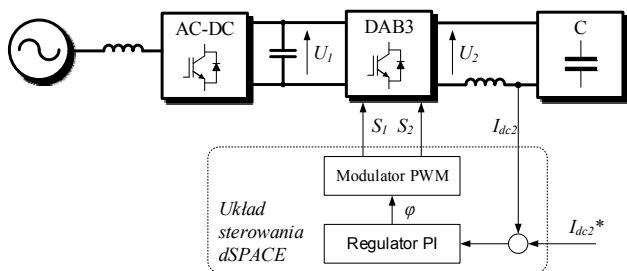 AC-DC
DAB3
C
U1
U2
S1 S2
Idc2
Modulator PWM
φ
Układ
sterowania
dSPACE
Regulator PI
Idc2*